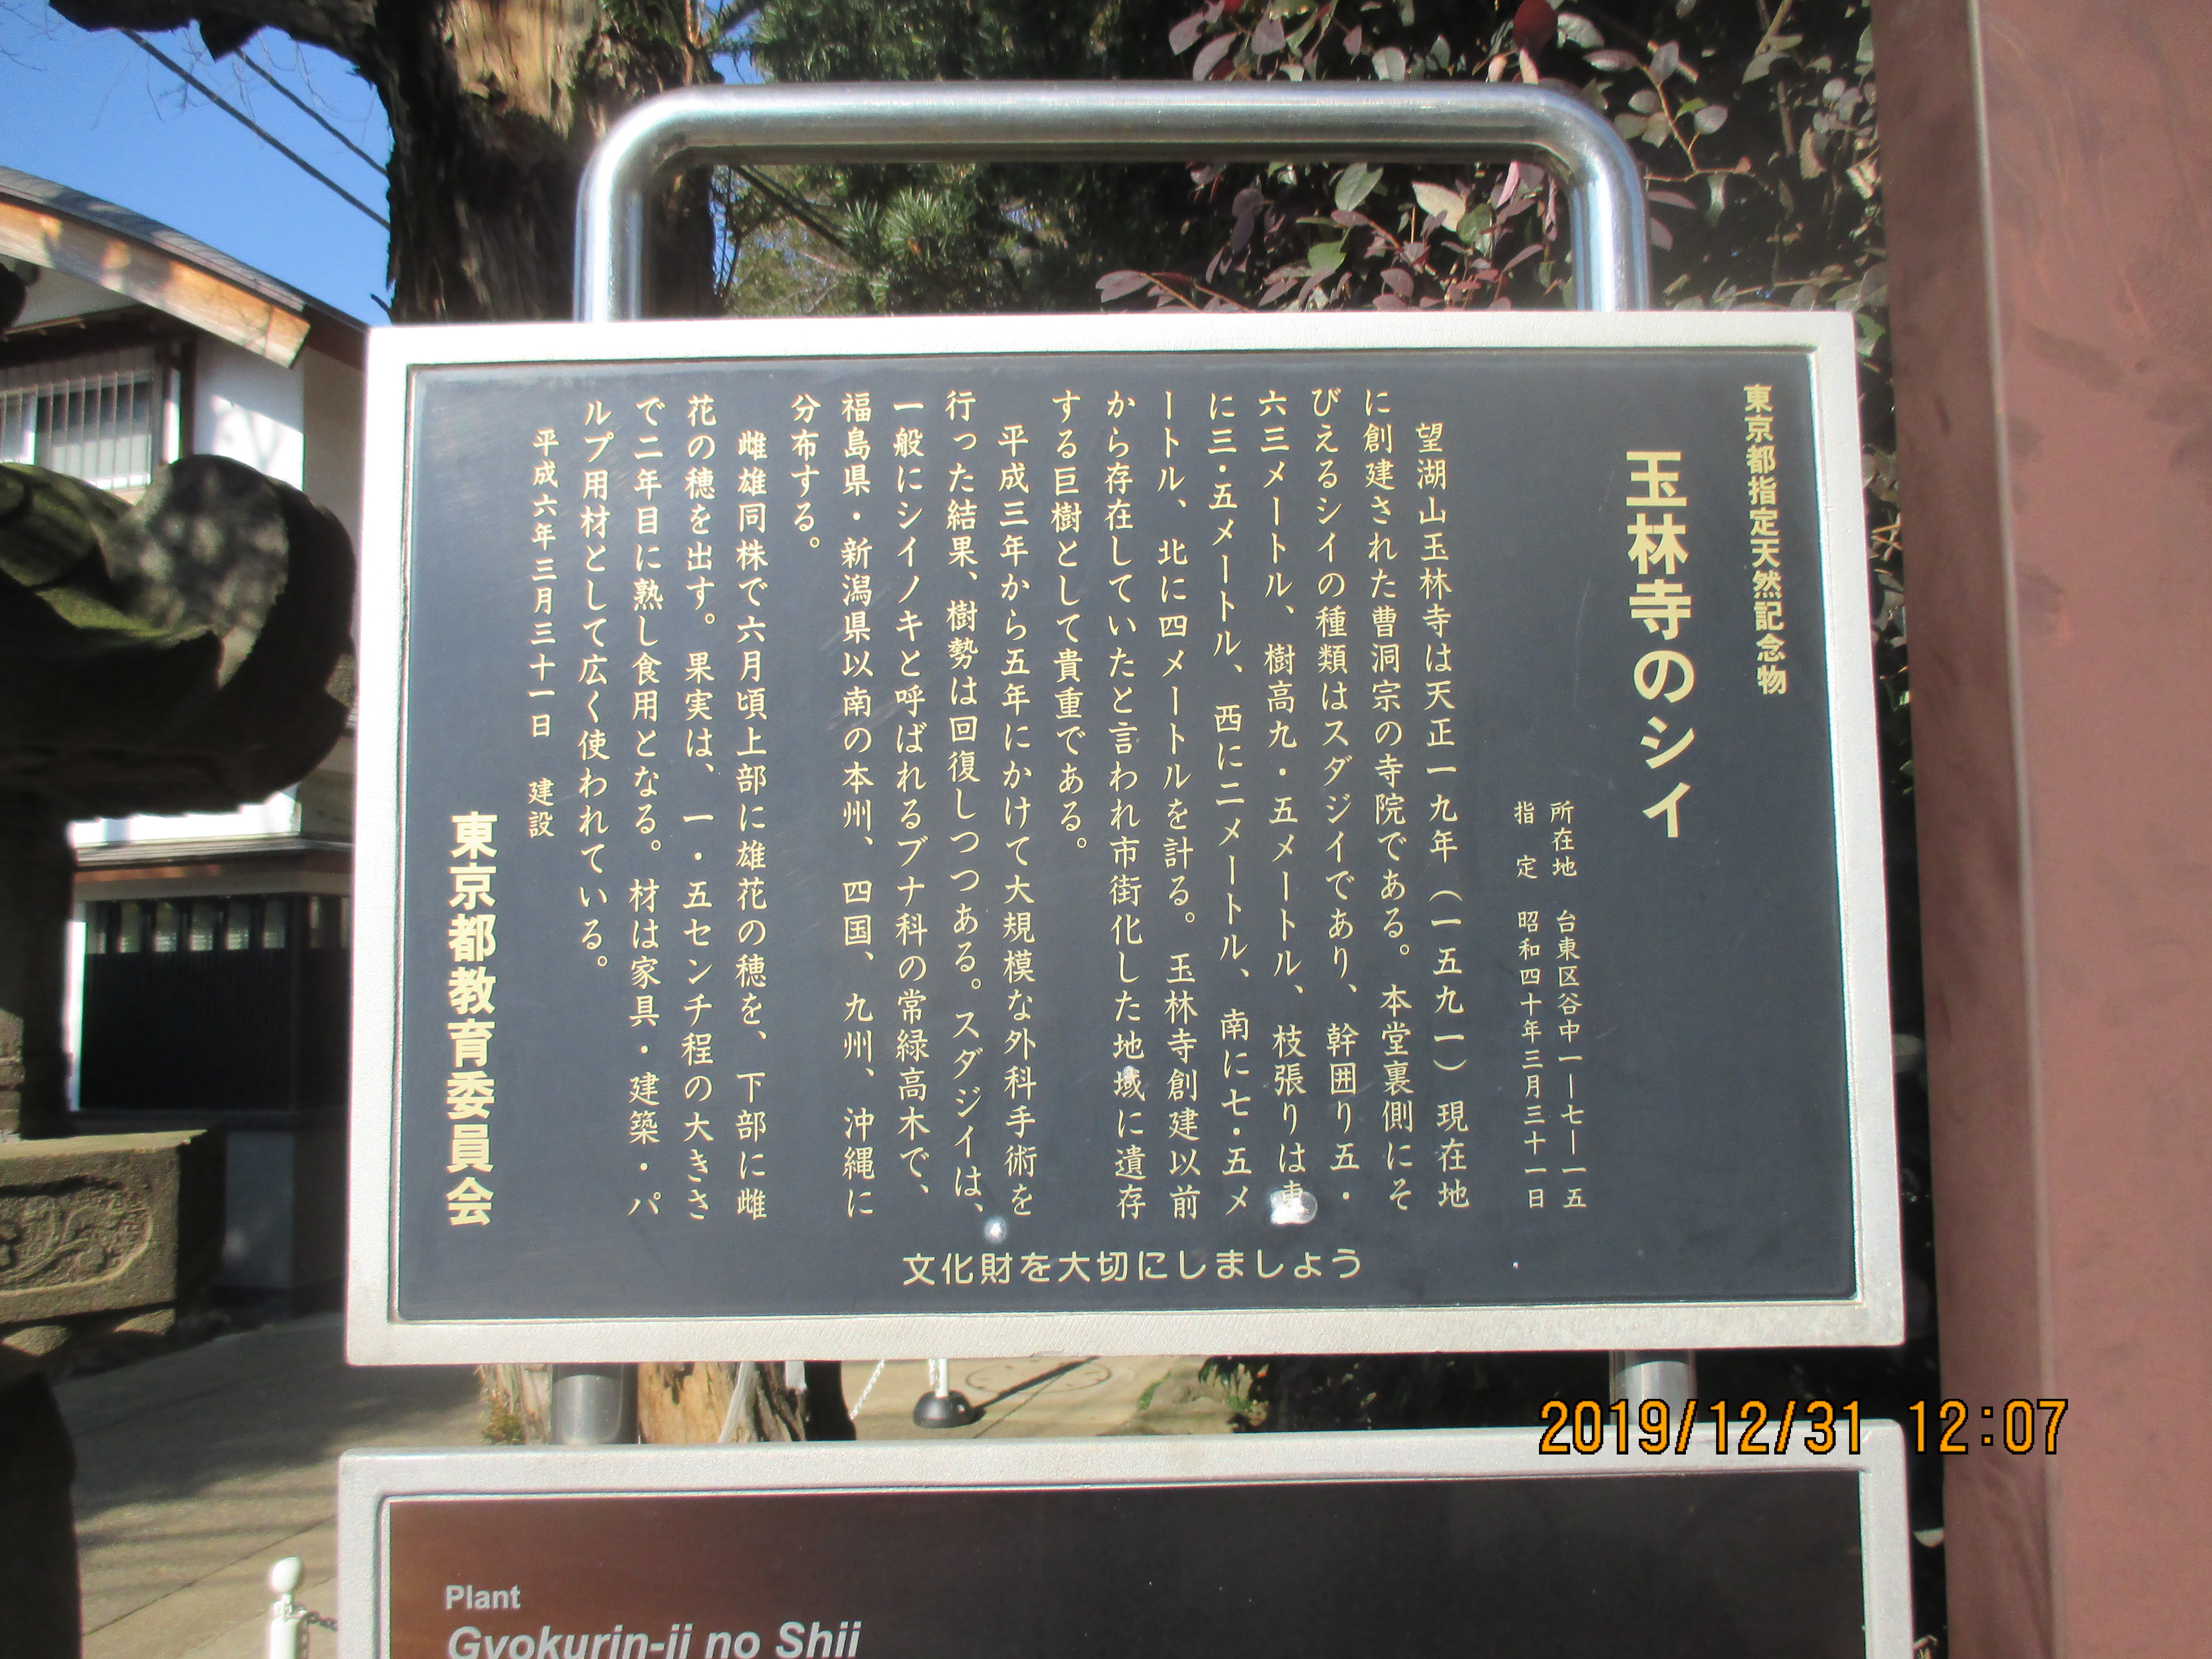 東京都指定天然記念物
玉林寺のシイ
所在地　台東区谷中一―七―一五
指　定　昭和四十年三月三十一日
望湖山玉林寺は天正一九年（一五九一）現在地
に創建された曹洞宗の寺院である。本堂裏側にそ
びえるシイの種類はスダジイであり、幹囲り五・
六三メートル、樹高九・五メートル、枝張りは東
に三・五メートル、西に二メートル、南に七・五メ
ートル、北に四メートルを計る。玉林寺創建以前
から存在していたと言われ市街化した地域に遺存
する巨樹として貴重である。
平成三年から五年にかけて大規模な外科手術を
行った結果、樹勢は回復しつつある。スダジイは、
一般にシイノキと呼ばれるブナ科の常緑高木で、
福島県・新潟県以南の本州、四国、九州、沖縄に
分布する。
雌雄同株で六月頃上部に雄花の穂を、下部に雌
花の穂を出す。果実は、一・五センチ程の大きさ
で二年目に熟し食用となる。材は家具・建築・パ
ルプ用材として広く使われている。
平成六年三月三十一日　建設
東京都教育委員会
文化財を大切にしましょう
2019/12/31 12:07
Plant
Gyokurin-ji no Shii